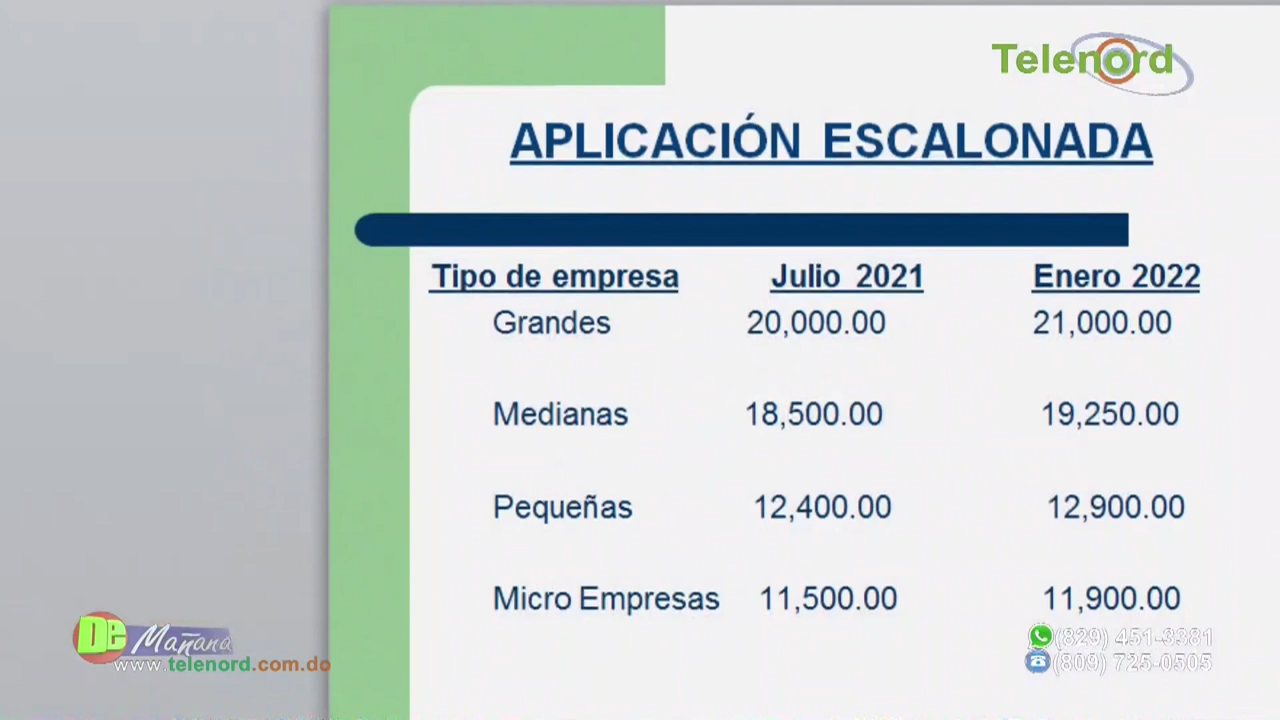 Telenord
APLICACIÓN ESCALONADA
Tipo de empresa Julio 2021 Enero 2022
Grandes 20,000.00 21,000.00
Medianas 18,500.00 19,250.00
Pequeñas 12,400.00 12,900.00
Micro Empresas 11,500.00 11,900.00
De Mañana
www.telenord.com.do
(829) 451-3381
(809) 725-0505